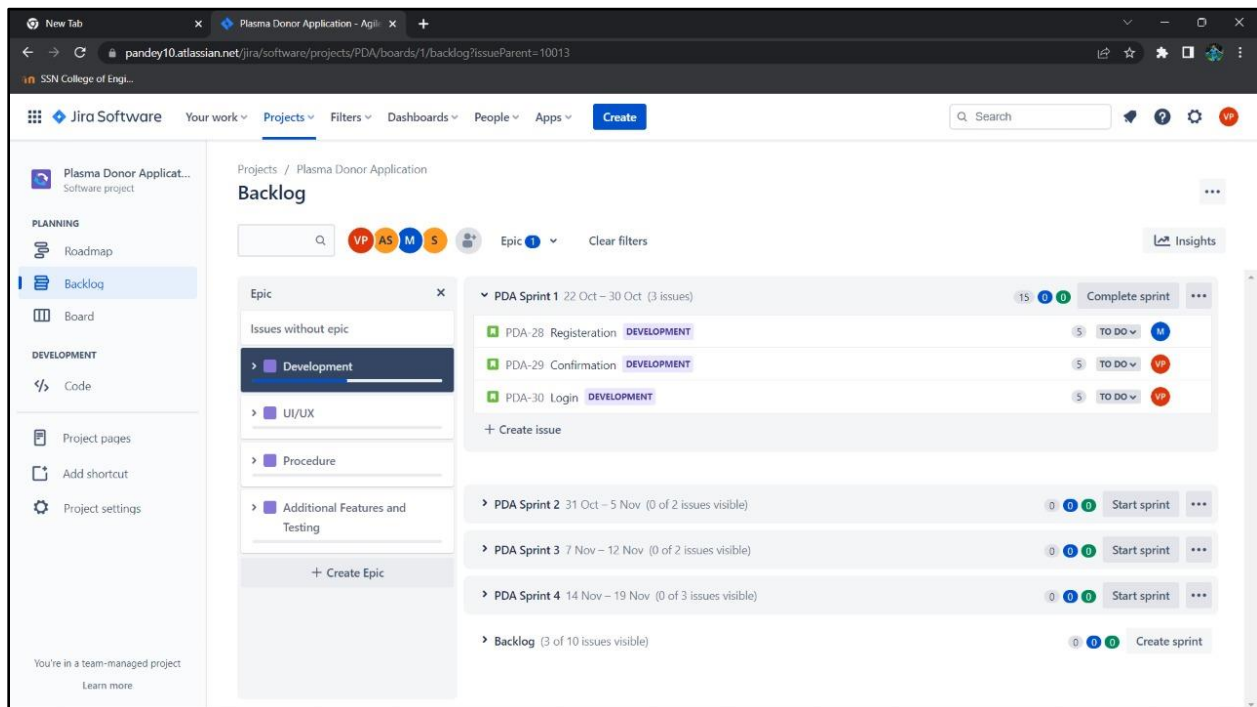 New Tab
Plasma Donor Application - Agil
pandey10.atlassian.net/jira/software/projects/PDA/boards/1/backlog?issueParent=10013
in SSN College of Engi...
Jira Software Your work Projects Filters Dashboards People Apps Create Search VP
Plasma Donor Applicat...
Software project
PLANNING
Roadmap
Backlog
Board
DEVELOPMENT
Code
Project pages
Add shortcut
Project settings
You're in a team-managed project
Learn more
Projects / Plasma Donor Application
Backlog
VP AS M S Epic 1 Clear filters Insights
Epic
Issues without epic
Development
UI/UX
Procedure
Additional Features and
Testing
+ Create Epic
PDA Sprint 1 22 Oct – 30 Oct (3 issues) 15 0 0 Complete sprint
PDA-28 Registeration DEVELOPMENT 5 TO DO M
PDA-29 Confirmation DEVELOPMENT 5 TO DO VP
PDA-30 Login DEVELOPMENT 5 TO DO VP
+ Create issue
PDA Sprint 2 31 Oct – 5 Nov (0 of 2 issues visible) 0 0 0 Start sprint
PDA Sprint 3 7 Nov – 12 Nov (0 of 2 issues visible) 0 0 0 Start sprint
PDA Sprint 4 14 Nov – 19 Nov (0 of 3 issues visible) 0 0 0 Start sprint
Backlog (3 of 10 issues visible) 0 0 0 Create sprint